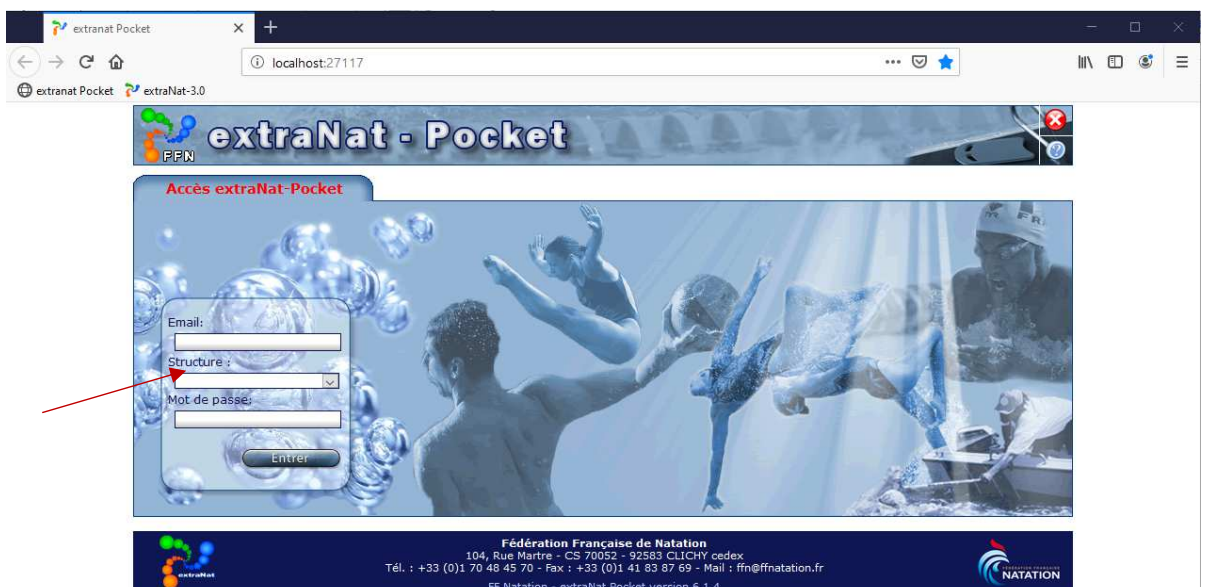 extranat Pocket
localhost:27117
extranat Pocket extraNat-3.0
FFN
extraNat - Pocket
Accès extraNat-Pocket
FR
Email:
Structure :
Mot de passe:
Entrer
extraNat
Fédération Française de Natation
104, Rue Martre - CS 70052 - 92583 CLICHY cedex
Tél. : +33 (0)1 70 48 45 70 - Fax : +33 (0)1 41 83 87 69 - Mail : ffn@ffnatation.fr
FF Natation - extraNat Pocket version 6.1.4
NATATION